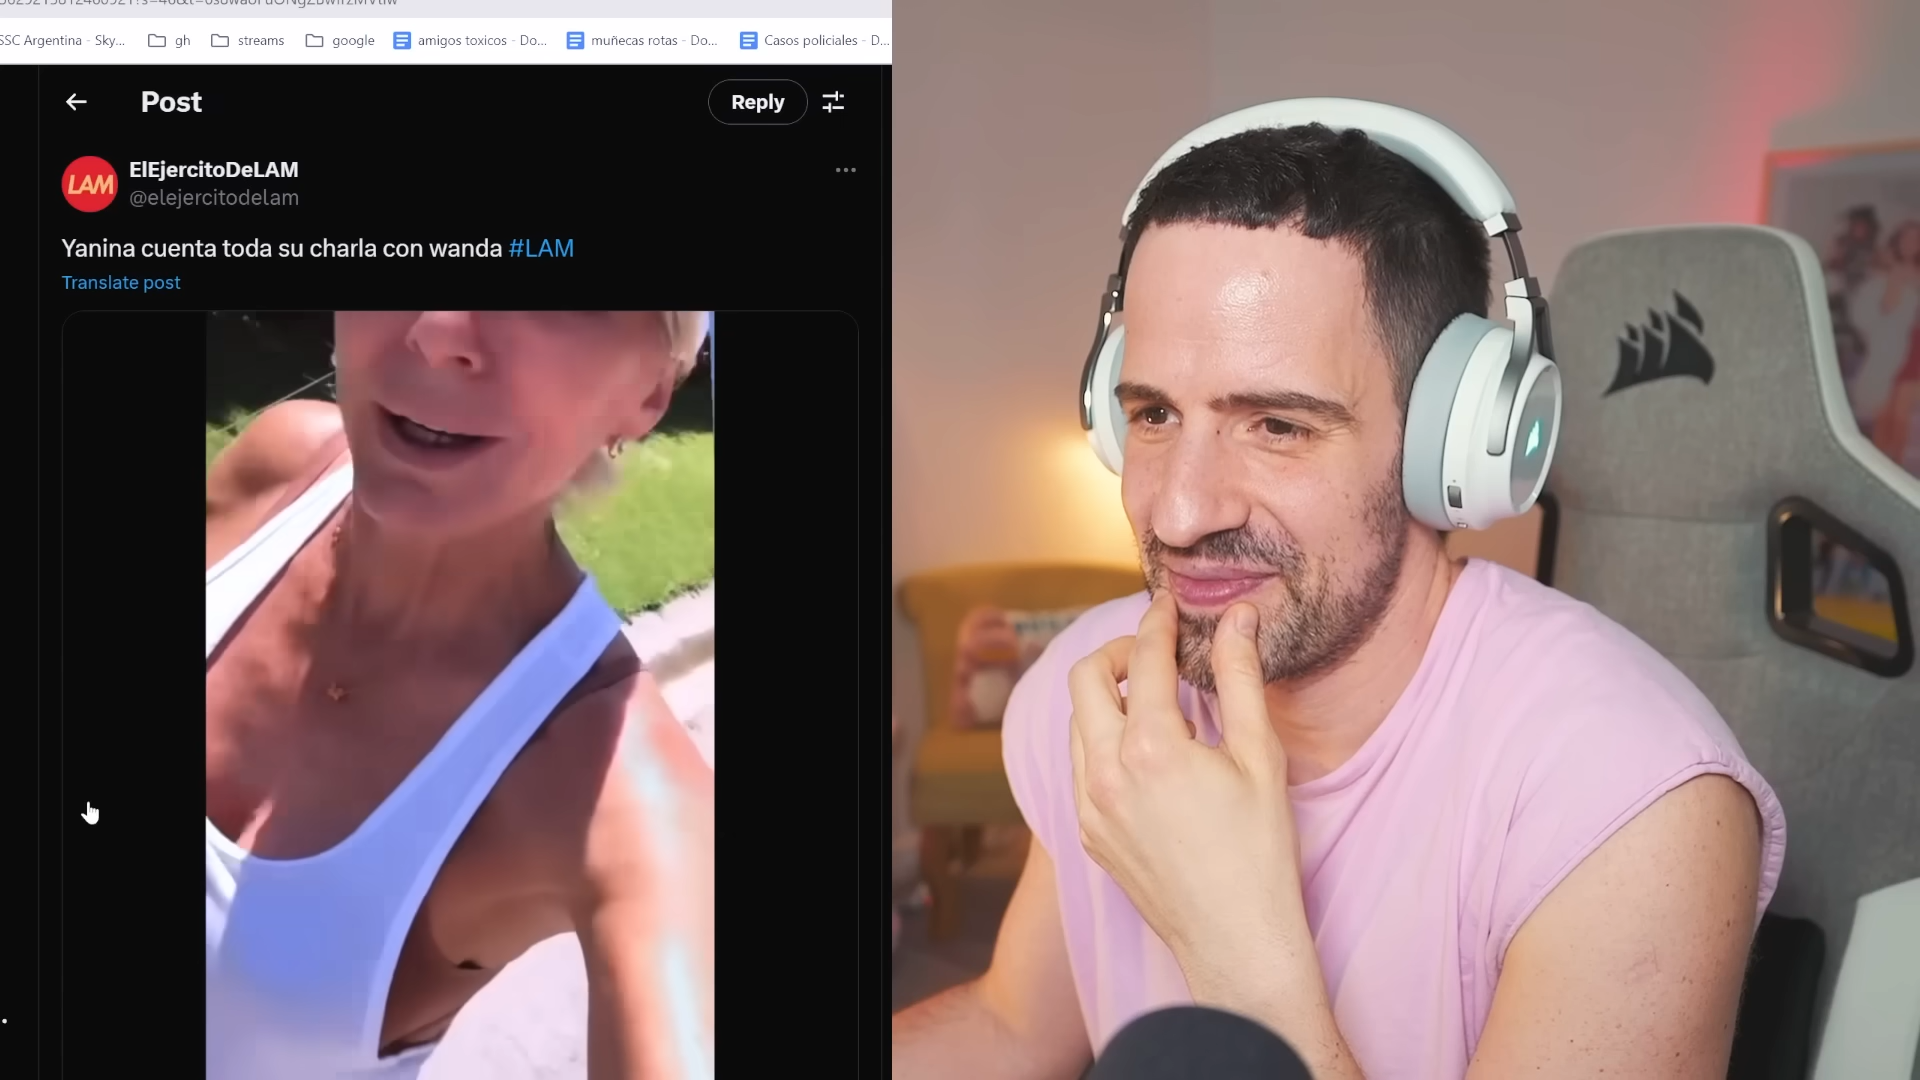 SSC Argentina - Sky...
gh
streams
google
amigos toxicos - Do...
muñecas rotas - Do...
Casos policiales - D...
Post
Reply
LAM
ElEjercitoDeLAM
@elejercitodelam
Yanina cuenta toda su charla con wanda #LAM
Translate post